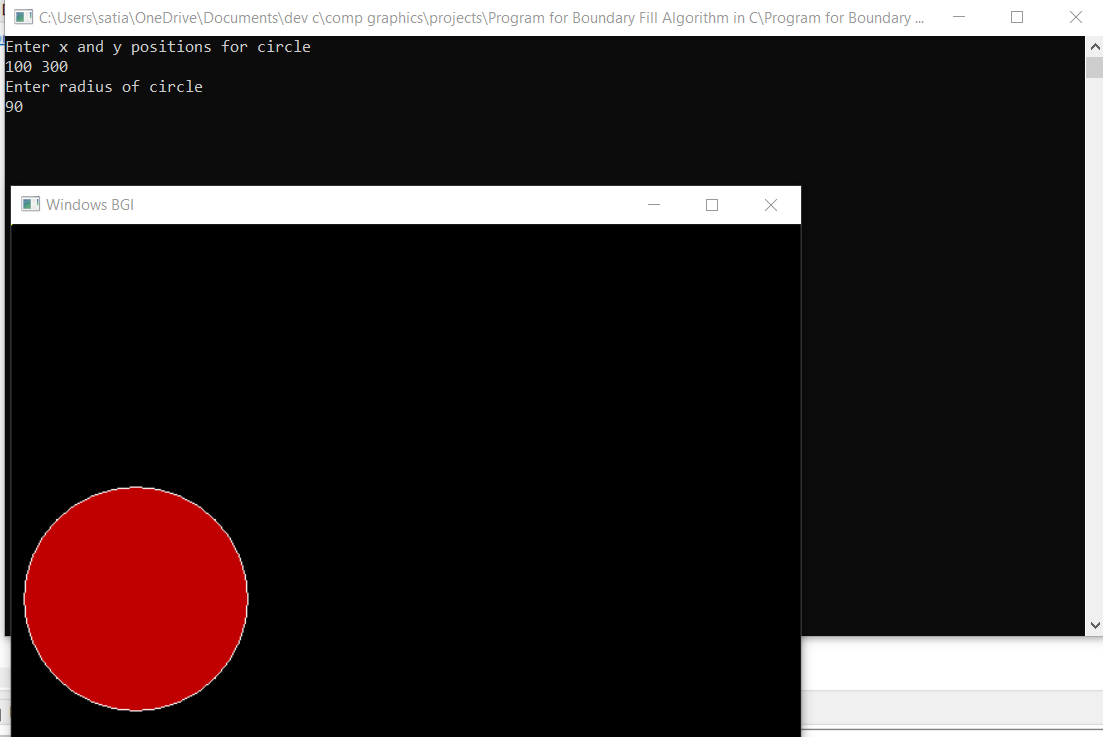 C:\Users\satia\OneDrive\Documents\dev c\comp graphics\projects\Program for Boundary Fill Algorithm in C\Program for Boundary ...
Enter x and y positions for circle
100 300
Enter radius of circle
90
Windows BGI